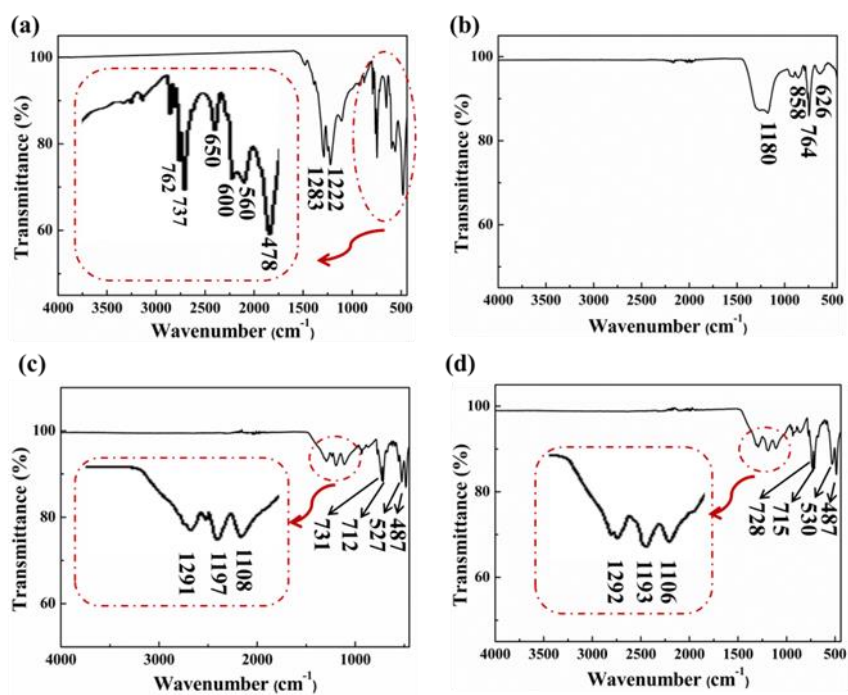 (a)
Transmittance (%)
100
80
60
762
737
650
600
560
478
1283
1222
4000 3500 3000 2500 2000 1500 1000 500
Wavenumber (cm-1)
(b)
Transmittance (%)
100
80
60
1180
858
764
626
4000 3500 3000 2500 2000 1500 1000 500
Wavenumber (cm-1)
(c)
Transmittance (%)
100
80
60
1291
1197
1108
731
712
527
487
4000 3000 2000 1000
Wavenumber (cm-1)
(d)
Transmittance (%)
100
80
60
1292
1193
1106
728
715
530
487
4000 3500 3000 2500 2000 1500 1000 500
Wavenumber (cm-1)